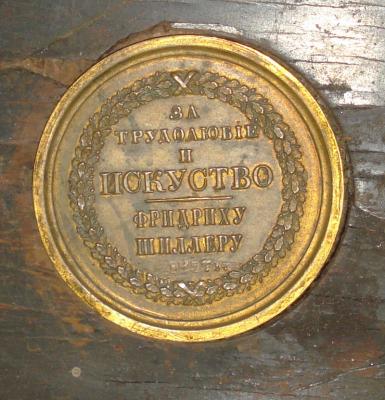 ЗА
ТРУДОЛЮБІЕ
И
ИСКУСТВО
ФРИДРИХУ
ШИЛЛЕРУ